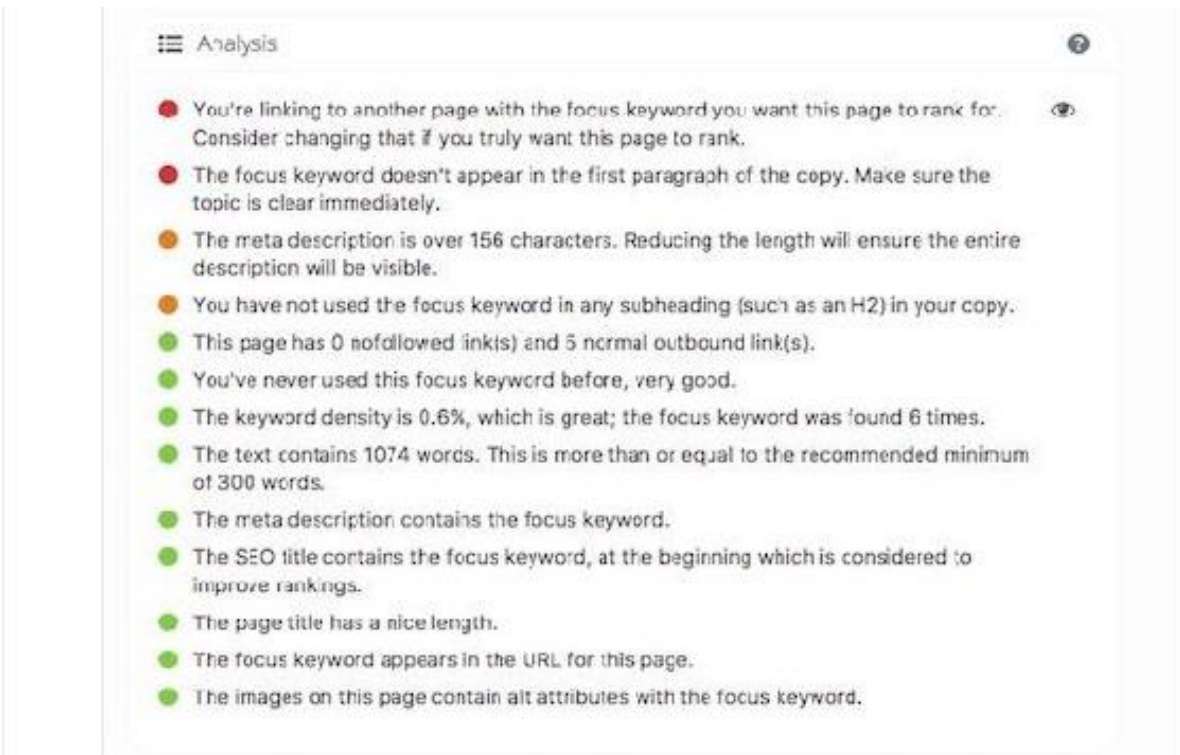 Analysis
You're linking to another page with the focus keyword you want this page to rank for.
Consider changing that if you truly want this page to rank.
The focus keyword doesn't appear in the first paragraph of the copy. Make sure the
topic is clear immediately.
The meta description is over 156 characters. Reducing the length will ensure the entire
description will be visible.
You have not used the focus keyword in any subheading (such as an H2) in your copy.
This page has 0 nofollowed link(s) and 5 normal outbound link(s).
You've never used this focus keyword before, very good.
The keyword density is 0.6%, which is great; the focus keyword was found 6 times.
The text contains 1074 words. This is more than or equal to the recommended minimum
of 300 words.
The meta description contains the focus keyword.
The SEO title contains the focus keyword, at the beginning which is considered to
improve rankings.
The page title has a nice length.
The focus keyword appears in the URL for this page.
The images on this page contain alt attributes with the focus keyword.